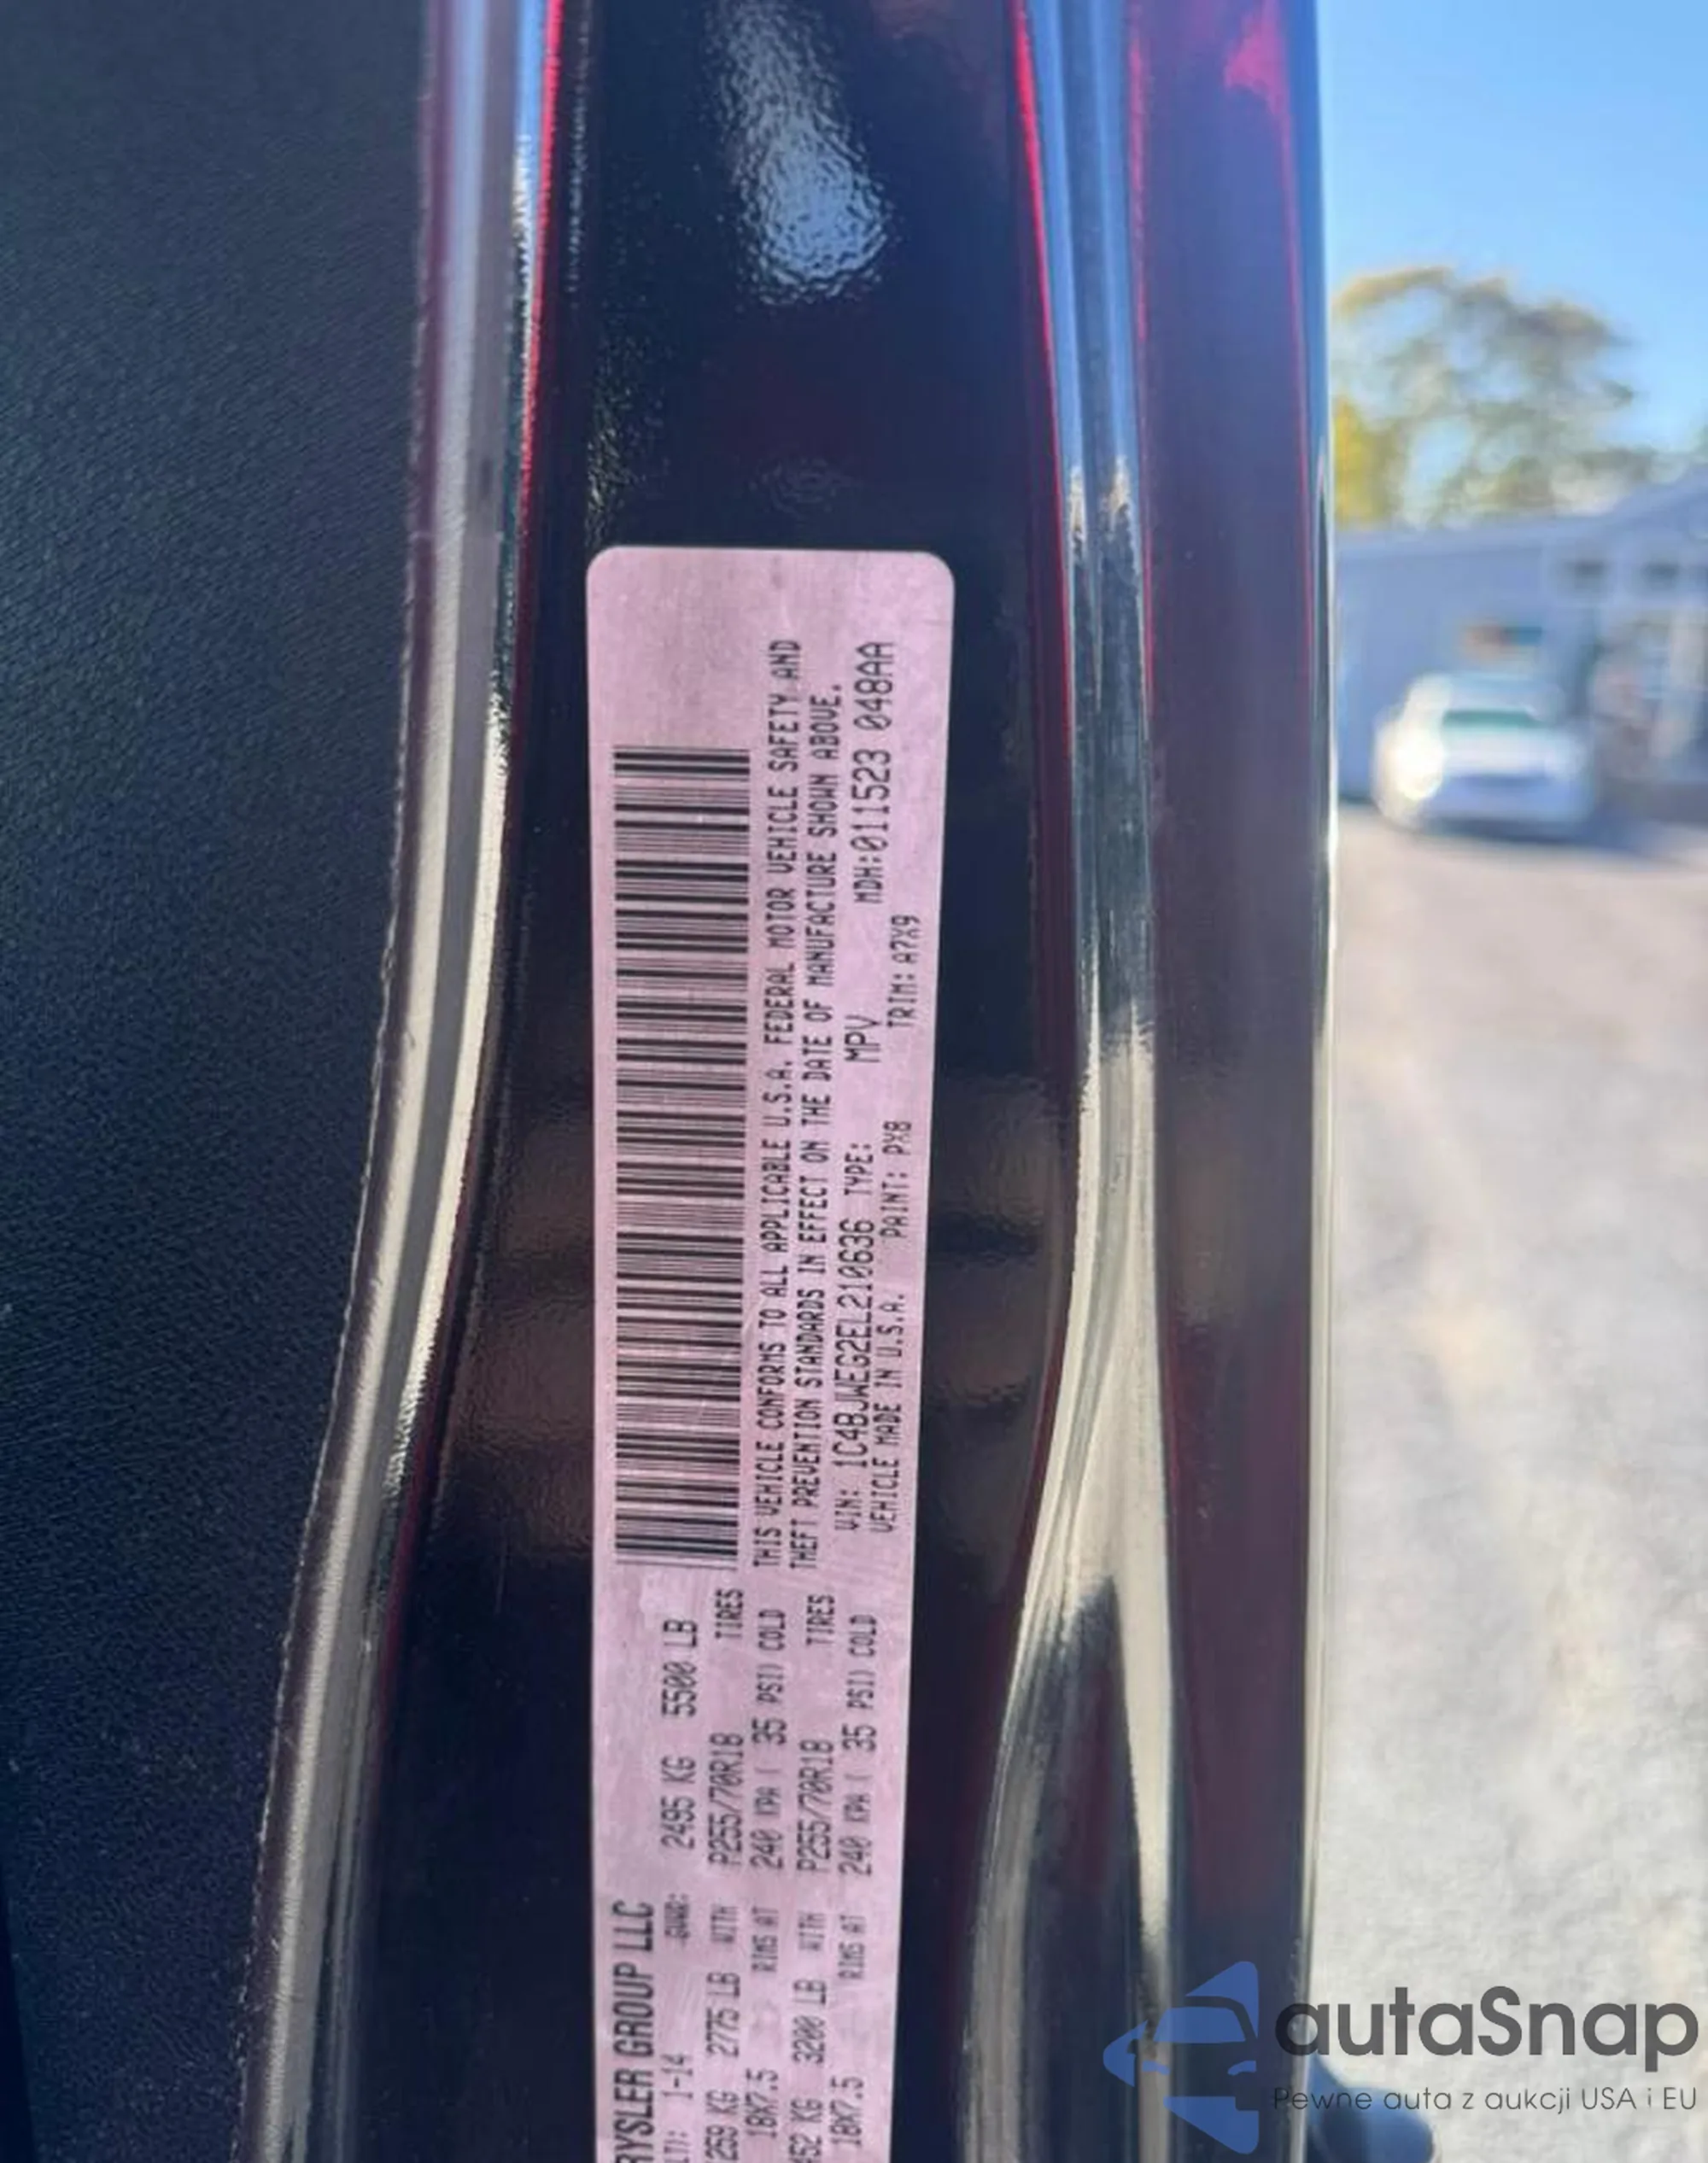 RYSLER GROUP LLC
LT): 1-14 GVWR: 2495 KG 5500 LB
259 KG 2775 LB WITH P255/70R18 TIRES
18X7.5 RIMS AT 240 KPA ( 35 PSI) COLD
452 KG 3200 LB WITH P255/70R18 TIRES
18X7.5 RIMS AT 240 KPA ( 35 PSI) COLD
THIS VEHICLE CONFORMS TO ALL APPLICABLE U.S.A. FEDERAL MOTOR VEHICLE SAFETY AND
THEFT PREVENTION STANDARDS IN EFFECT ON THE DATE OF MANUFACTURE SHOWN ABOVE.
VIN: 1C4BJWEG2EL210636 TYPE: MPV MDH:011523 048AA
VEHICLE MADE IN U.S.A. PAINT: PX8 TRIM: A7X9
autaSnap
Pewne auta z aukcji USA i EU